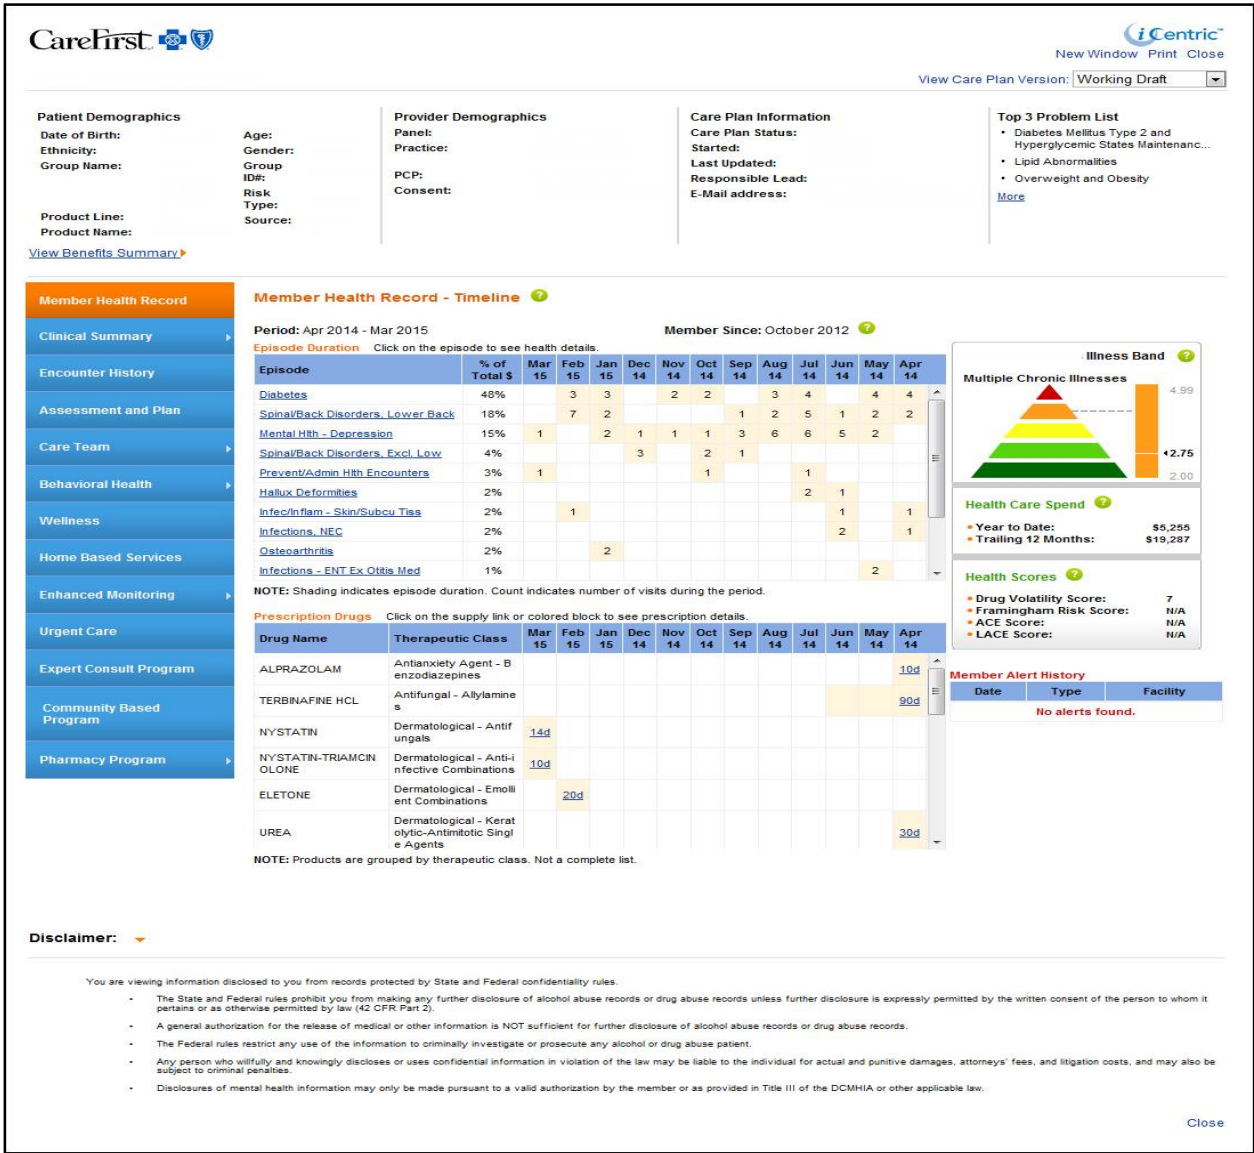 CareFirst
iCentric™
New Window Print Close
View Care Plan Version: Working Draft
Patient Demographics
Date of Birth:
Ethnicity:
Group Name:
Product Line:
Product Name:
Age:
Gender:
Group
ID#:
Risk
Type:
Source:
Provider Demographics
Panel:
Practice:
PCP:
Consent:
Care Plan Information
Care Plan Status:
Started:
Last Updated:
Responsible Lead:
E-Mail address:
Top 3 Problem List
• Diabetes Mellitus Type 2 and
Hyperglycemic States Maintenanc...
• Lipid Abnormalities
• Overweight and Obesity
More
View Benefits Summary
Member Health Record
Clinical Summary
Encounter History
Assessment and Plan
Care Team
Behavioral Health
Wellness
Home Based Services
Enhanced Monitoring
Urgent Care
Expert Consult Program
Community Based
Program
Pharmacy Program
Member Health Record - Timeline ?
Period: Apr 2014 - Mar 2015 Member Since: October 2012 ?
Episode Duration Click on the episode to see health details.
Episode % of Total $ Mar 15 Feb 15 Jan 15 Dec 14 Nov 14 Oct 14 Sep 14 Aug 14 Jul 14 Jun 14 May 14 Apr 14
Diabetes 48% 3 3 2 2 3 4 4 4
Spinal/Back Disorders, Lower Back 18% 7 2 1 2 5 1 2 2
Mental Hlth - Depression 15% 1 2 1 1 1 3 6 6 5 2
Spinal/Back Disorders, Excl. Low 4% 3 2 1
Prevent/Admin Hlth Encounters 3% 1 1 1
Hallux Deformities 2% 2 1
Infec/Inflam - Skin/Subcu Tiss 2% 1 1 1
Infections, NEC 2% 2 1
Osteoarthritis 2% 2
Infections - ENT Ex Otitis Med 1% 2
NOTE: Shading indicates episode duration. Count indicates number of visits during the period.
Prescription Drugs Click on the supply link or colored block to see prescription details.
Drug Name Therapeutic Class Mar 15 Feb 15 Jan 15 Dec 14 Nov 14 Oct 14 Sep 14 Aug 14 Jul 14 Jun 14 May 14 Apr 14
ALPRAZOLAM Antianxiety Agent - B
enzodiazepines 10d
TERBINAFINE HCL Antifungal - Allylamine
s 90d
NYSTATIN Dermatological - Antif
ungals 14d
NYSTATIN-TRIAMCIN
OLONE Dermatological - Anti-i
nfective Combinations 10d
ELETONE Dermatological - Emolli
ent Combinations 20d
UREA Dermatological - Kerat
olytic-Antimitotic Singl
e Agents 30d
NOTE: Products are grouped by therapeutic class. Not a complete list.
Illness Band ?
Multiple Chronic Illnesses
4.99
2.75
2.00
Health Care Spend ?
• Year to Date: $5,255
• Trailing 12 Months: $19,287
Health Scores ?
• Drug Volatility Score: 7
• Framingham Risk Score: N/A
• ACE Score: N/A
• LACE Score: N/A
Member Alert History
Date Type Facility
No alerts found.
Disclaimer:
You are viewing information disclosed to you from records protected by State and Federal confidentiality rules.
- The State and Federal rules prohibit you from making any further disclosure of alcohol abuse records or drug abuse records unless further disclosure is expressly permitted by the written consent of the person to whom it
pertains or as otherwise permitted by law (42 CFR Part 2).
- A general authorization for the release of medical or other information is NOT sufficient for further disclosure of alcohol abuse records or drug abuse records.
- The Federal rules restrict any use of the information to criminally investigate or prosecute any alcohol or drug abuse patient.
- Any person who willfully and knowingly discloses or uses confidential information in violation of the law may be liable to the individual for actual and punitive damages, attorneys' fees, and litigation costs, and may also be
subject to criminal penalties.
- Disclosures of mental health information may only be made pursuant to a valid authorization by the member or as provided in Title III of the DCMHIA or other applicable law.
Close